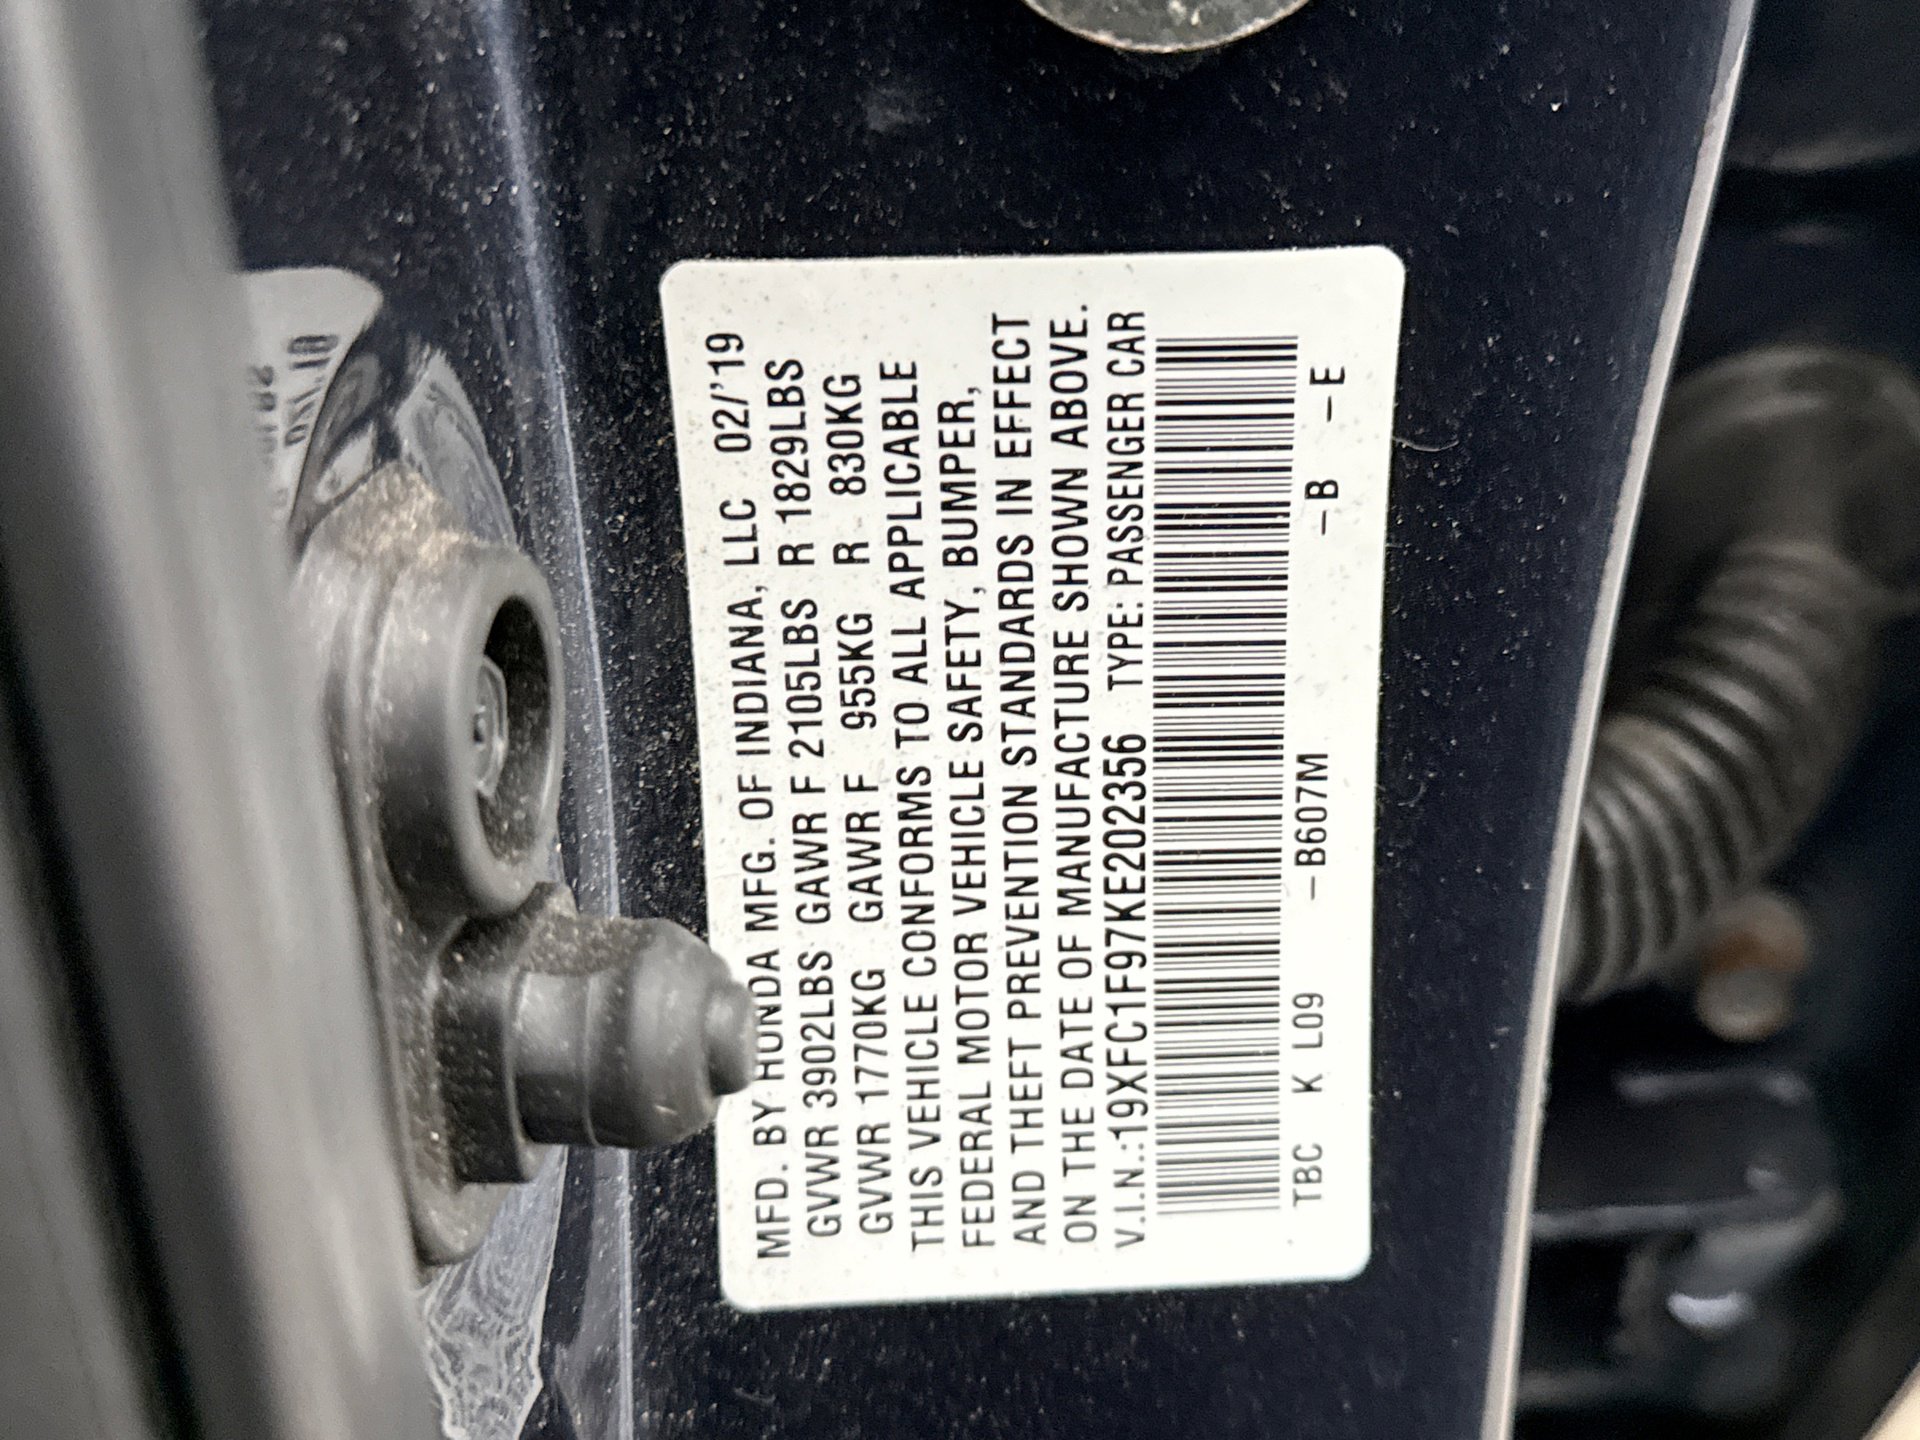 MFD. BY HONDA MFG. OF INDIANA, LLC 02/'19
GVWR 3902LBS GAWR F 2105LBS R 1829LBS
GVWR 1770KG GAWR F 955KG R 830KG
THIS VEHICLE CONFORMS TO ALL APPLICABLE
FEDERAL MOTOR VEHICLE SAFETY, BUMPER,
AND THEFT PREVENTION STANDARDS IN EFFECT
ON THE DATE OF MANUFACTURE SHOWN ABOVE.
V.I.N.:19XFC1F97KE202356 TYPE: PASSENGER CAR
TBC K L09 –B607M –B –E